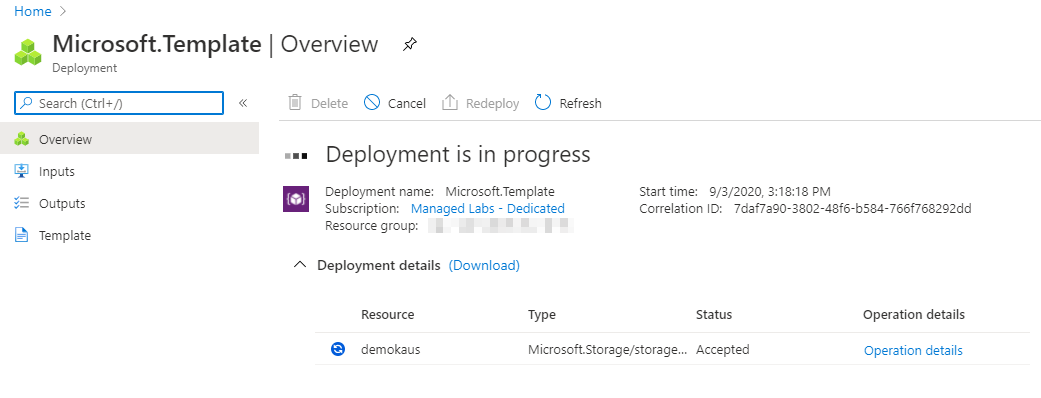 Home >
Microsoft.Template | Overview
Deployment
Search (Ctrl+/) «
Delete Cancel Redeploy Refresh
Overview
Inputs
Outputs
Template
Deployment is in progress
Deployment name: Microsoft.Template Start time: 9/3/2020, 3:18:18 PM
Subscription: Managed Labs - Dedicated Correlation ID: 7daf7a90-3802-48f6-b584-766f768292dd
Resource group:
Deployment details (Download)
Resource Type Status Operation details
demokaus Microsoft.Storage/storage... Accepted Operation details